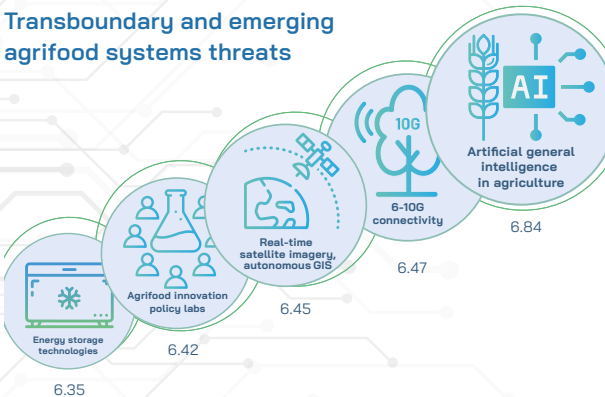 Transboundary and emerging
agrifood systems threats
AI
Artificial general
intelligence
in agriculture
6.84
10G
6-10G
connectivity
6.47
Real-time
satellite imagery,
autonomous GIS
6.45
Agrifood innovation
policy labs
6.42
Energy storage
technologies
6.35